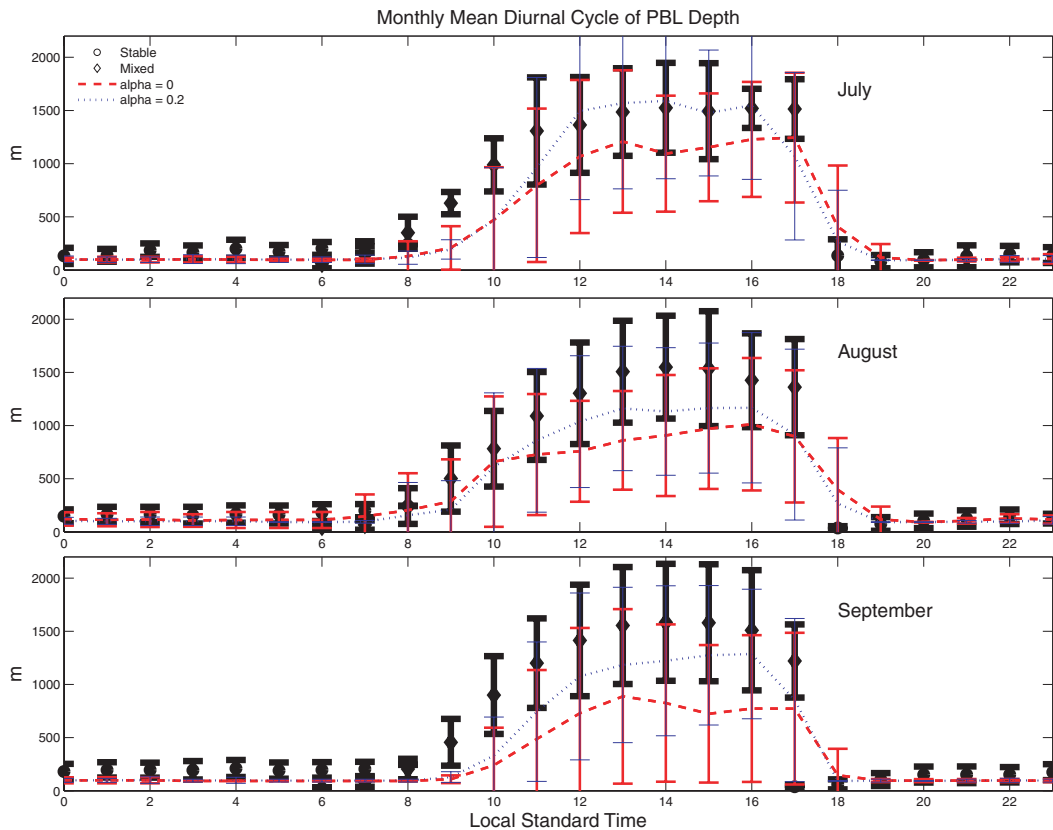 Monthly Mean Diurnal Cycle of PBL Depth
2000
1500
1000
500
0
m
Stable
Mixed
alpha = 0
alpha = 0.2
July
0 2 4 6 8 10 12 14 16 18 20 22
2000
1500
1000
500
0
m
August
0 2 4 6 8 10 12 14 16 18 20 22
2000
1500
1000
500
0
m
September
0 2 4 6 8 10 12 14 16 18 20 22
Local Standard Time